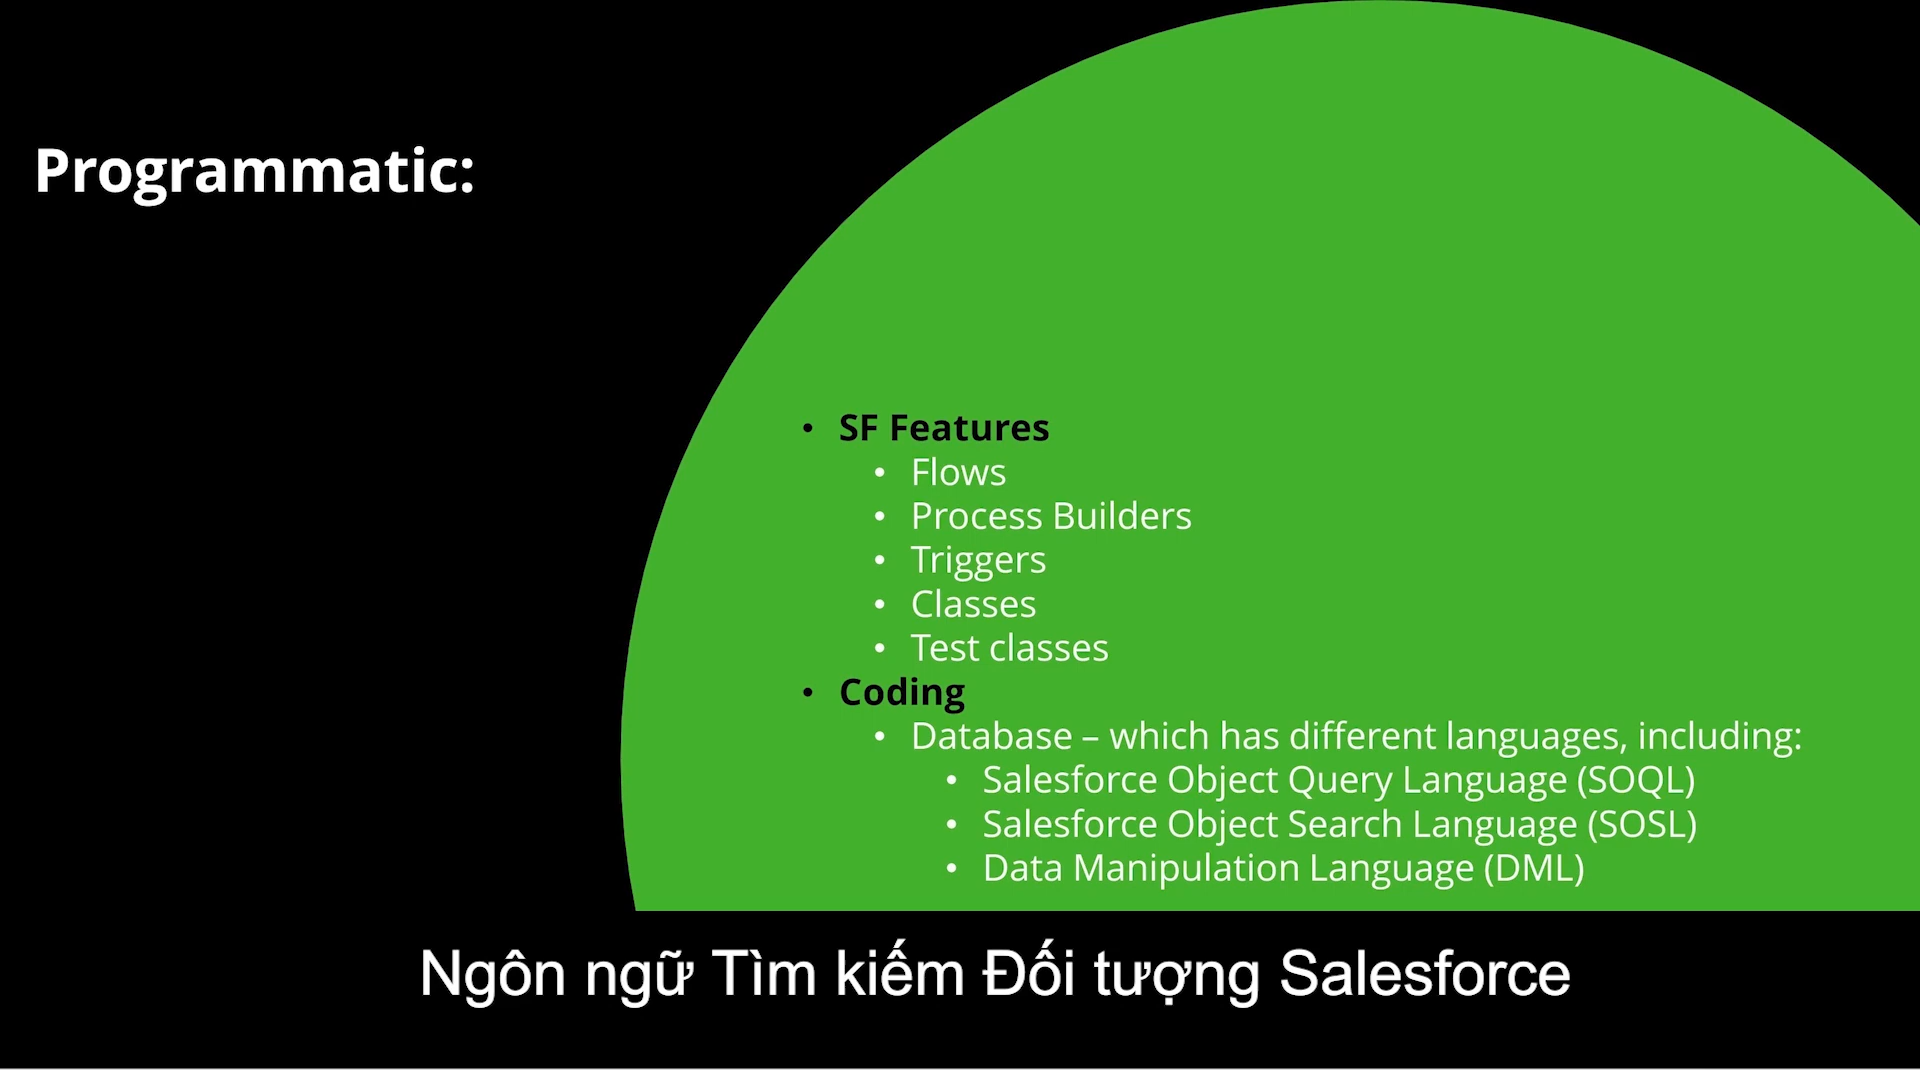 Programmatic:
• SF Features
• Flows
• Process Builders
• Triggers
• Classes
• Test classes
• Coding
• Database – which has different languages, including:
• Salesforce Object Query Language (SOQL)
• Salesforce Object Search Language (SOSL)
• Data Manipulation Language (DML)
Ngôn ngữ Tìm kiếm Đối tượng Salesforce